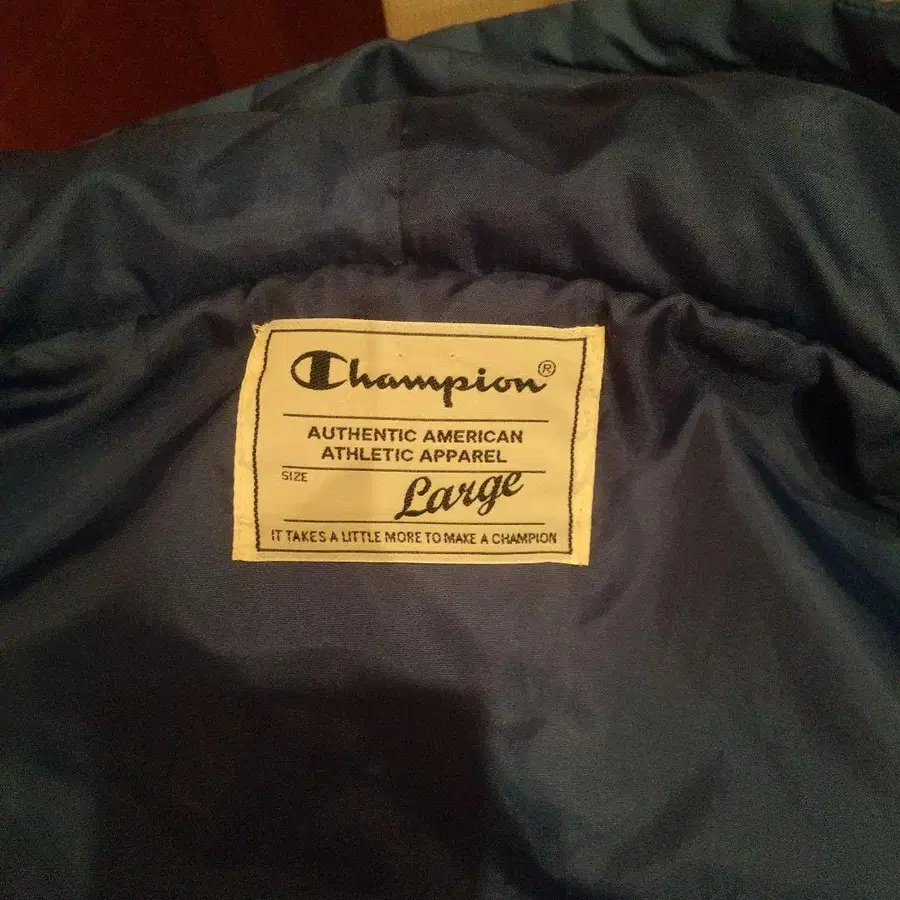 Champion®
AUTHENTIC AMERICAN
ATHLETIC APPAREL
SIZE
Large
IT TAKES A LITTLE MORE TO MAKE A CHAMPION